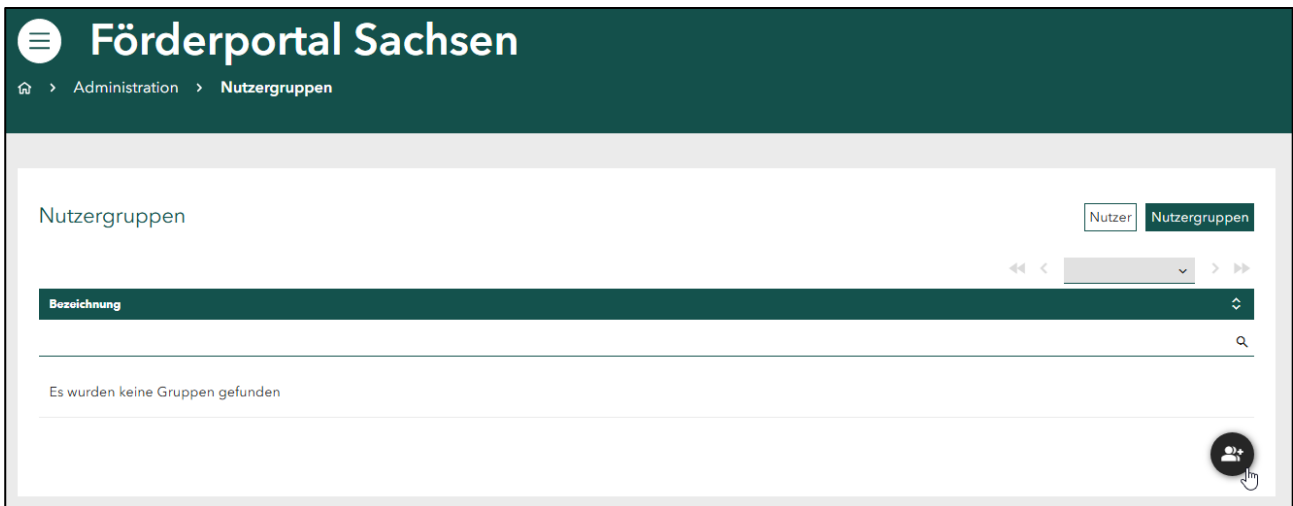 Förderportal Sachsen
Administration > Nutzergruppen
Nutzergruppen
Nutzer Nutzergruppen
Bezeichnung
Es wurden keine Gruppen gefunden